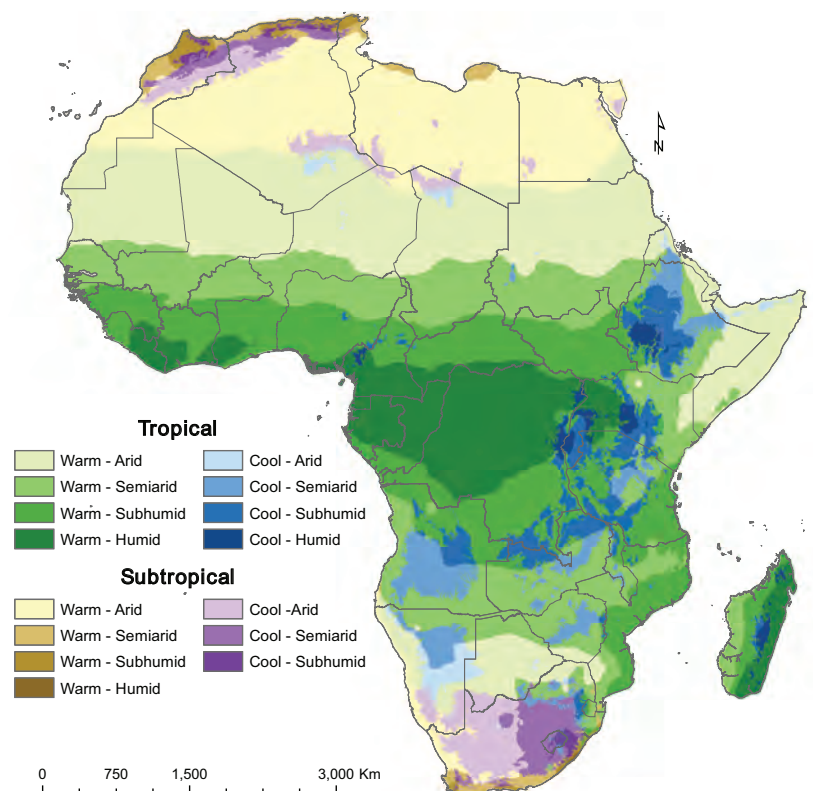 N
Tropical
Warm - Arid
Cool - Arid
Warm - Semiarid
Cool - Semiarid
Warm - Subhumid
Cool - Subhumid
Warm - Humid
Cool - Humid
Subtropical
Warm - Arid
Cool -Arid
Warm - Semiarid
Cool - Semiarid
Warm - Subhumid
Cool - Subhumid
Warm - Humid
0 750 1,500 3,000 Km